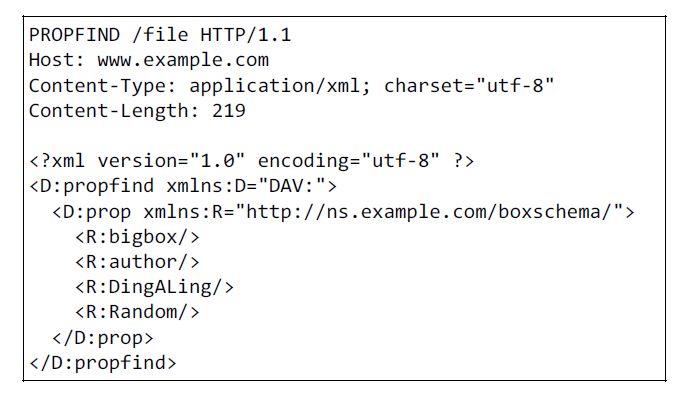 PROPFIND /file HTTP/1.1
Host: www.example.com
Content-Type: application/xml; charset="utf-8"
Content-Length: 219

<?xml version="1.0" encoding="utf-8" ?>
<D:propfind xmlns:D="DAV:">
  <D:prop xmlns:R="http://ns.example.com/boxschema/">
    <R:bigbox/>
    <R:author/>
    <R:DingALing/>
    <R:Random/>
  </D:prop>
</D:propfind>